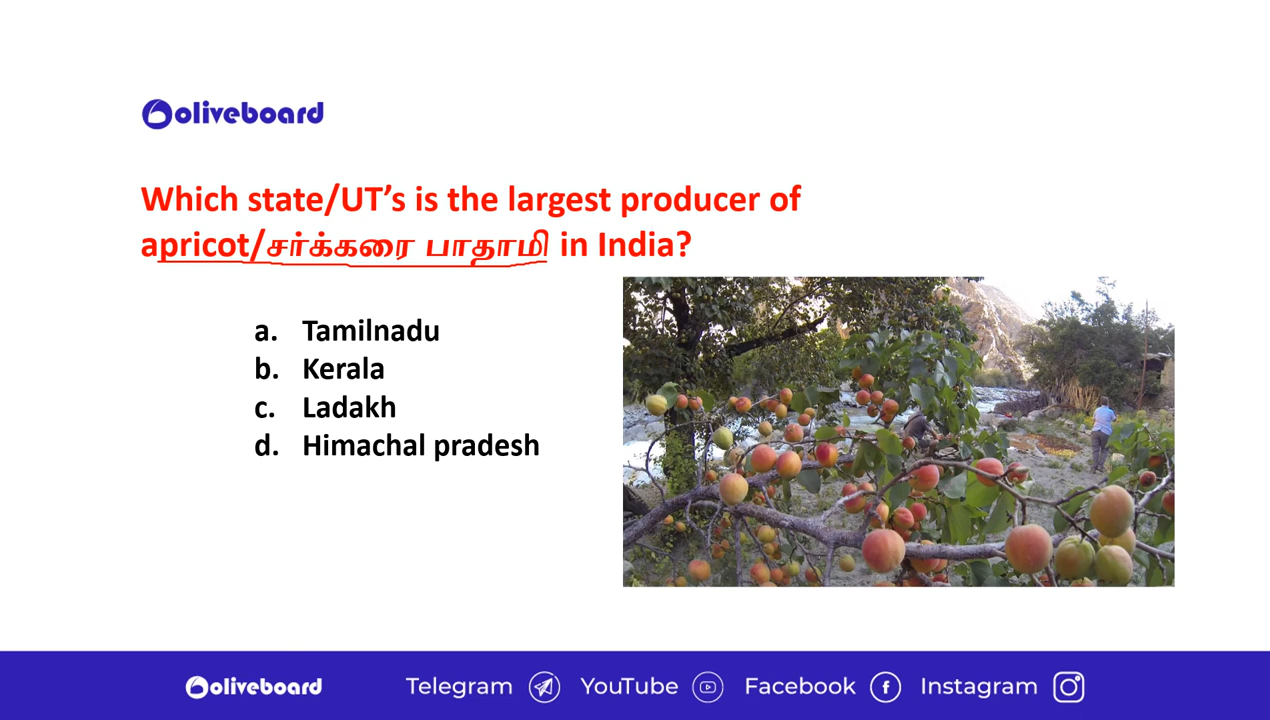 oliveboard
Which state/UT’s is the largest producer of
apricot/சர்க்கரை பாதாமி in India?
a. Tamilnadu
b. Kerala
c. Ladakh
d. Himachal pradesh
oliveboard Telegram YouTube Facebook Instagram